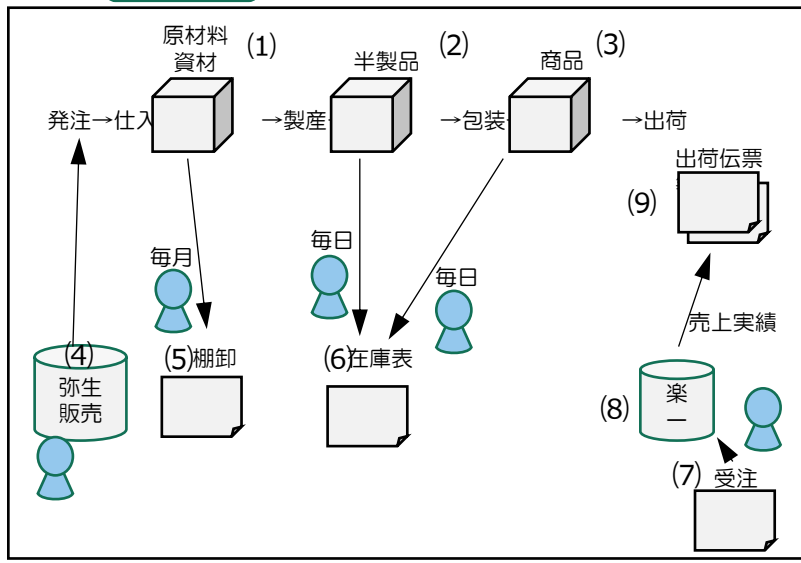 原材料
資材
(1)
半製品
(2)
商品
(3)
発注→仕入
→製産
→包装
→出荷
出荷伝票
(9)
毎月
毎日
毎日
売上実績
(4)
弥生
販売
(5)棚卸
(6)在庫表
(8)
楽
一
(7)受注